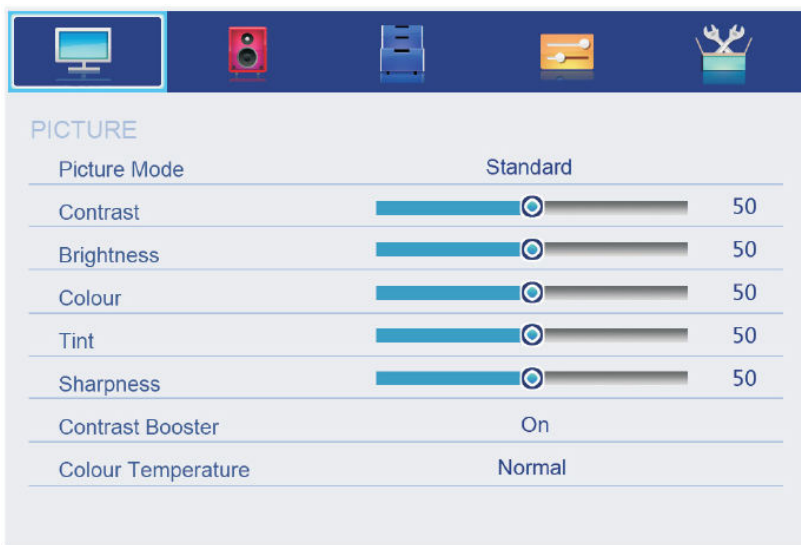 PICTURE
Picture Mode Standard
Contrast 50
Brightness 50
Colour 50
Tint 50
Sharpness 50
Contrast Booster On
Colour Temperature Normal